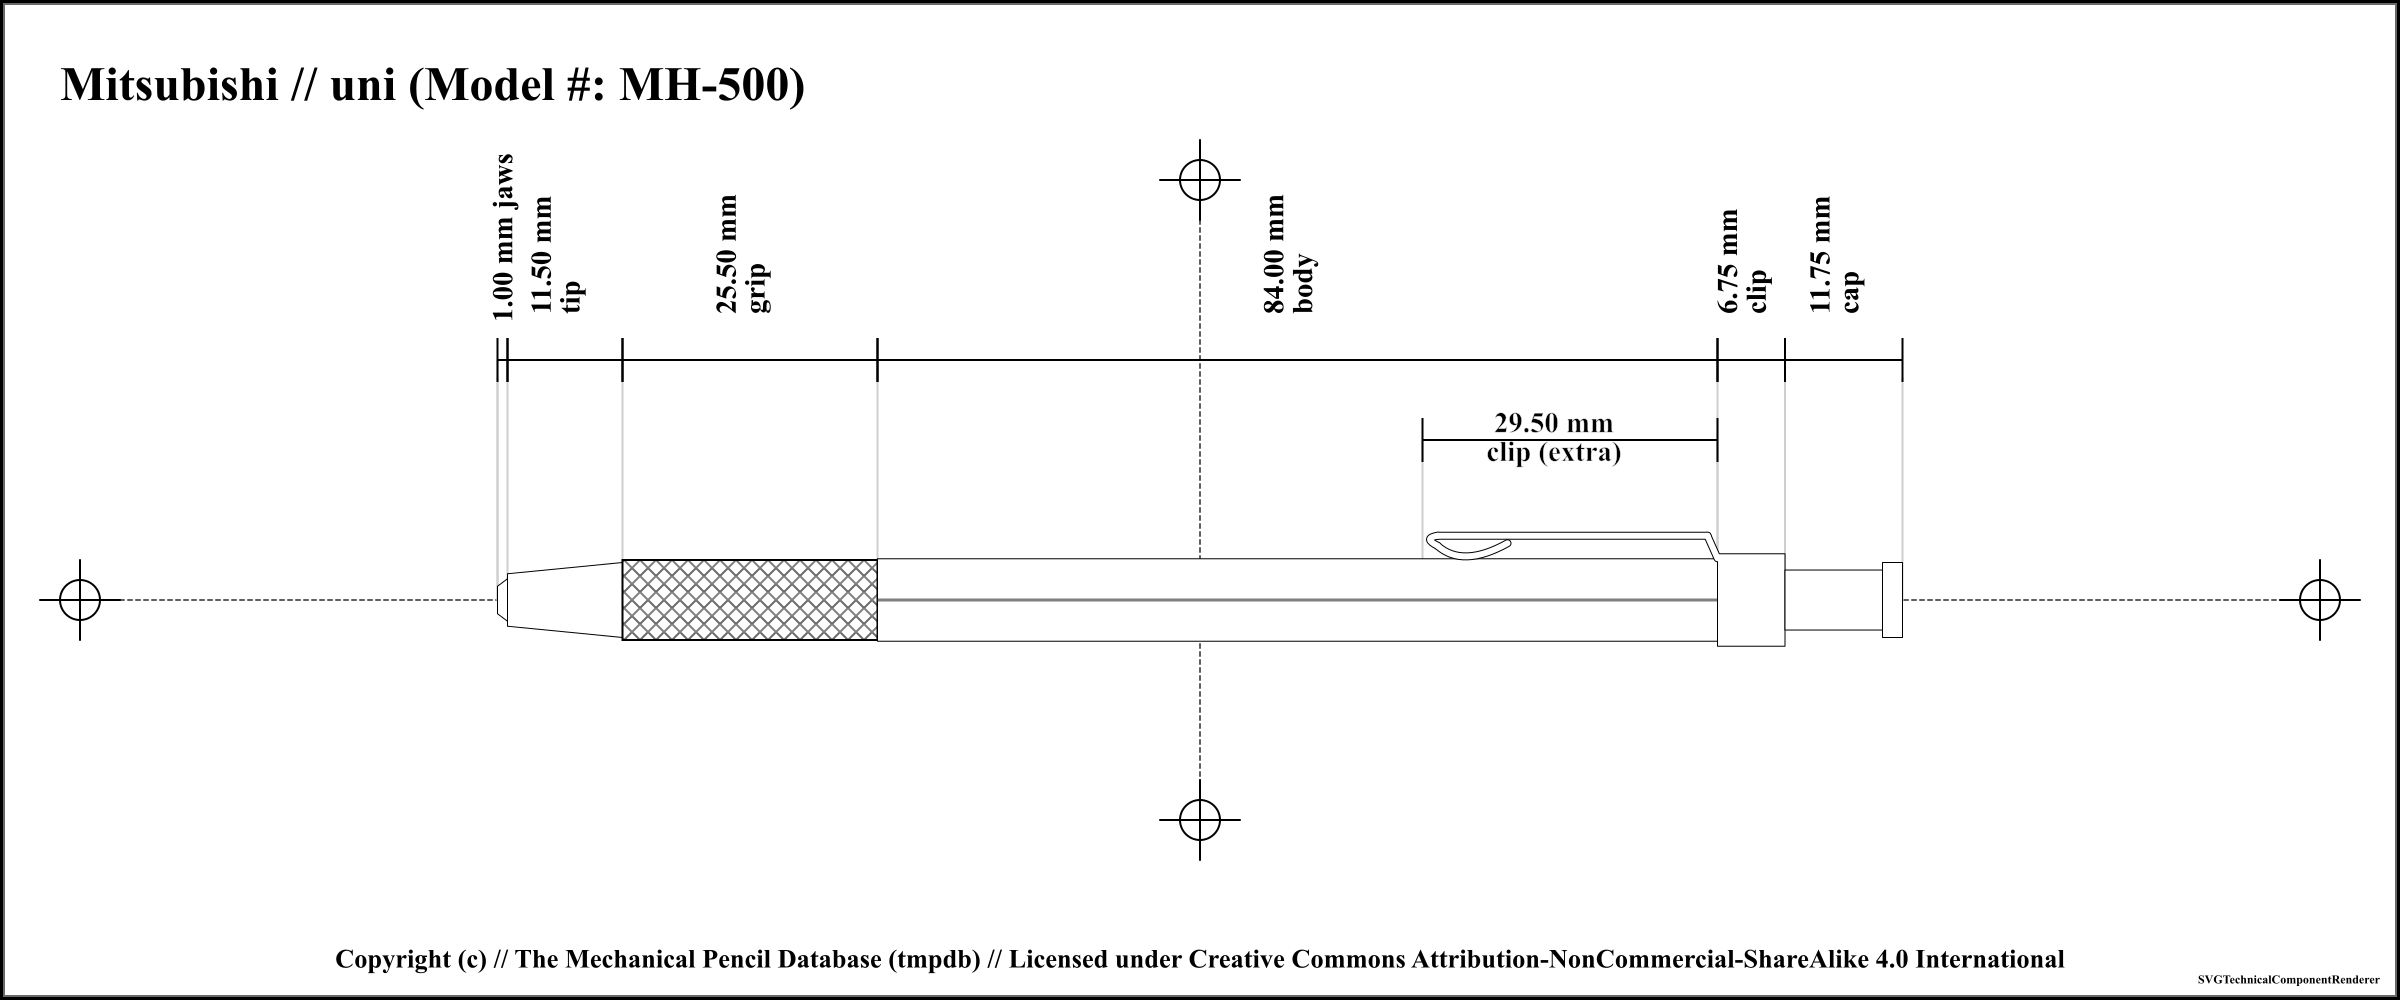 Mitsubishi // uni (Model #: MH-500)
1.00 mm jaws
11.50 mm
tip
25.50 mm
grip
84.00 mm
body
6.75 mm
clip
11.75 mm
cap
29.50 mm
clip (extra)
Copyright (c) // The Mechanical Pencil Database (tmpdb) // Licensed under Creative Commons Attribution-NonCommercial-ShareAlike 4.0 International
SVGTechnicalComponentRenderer